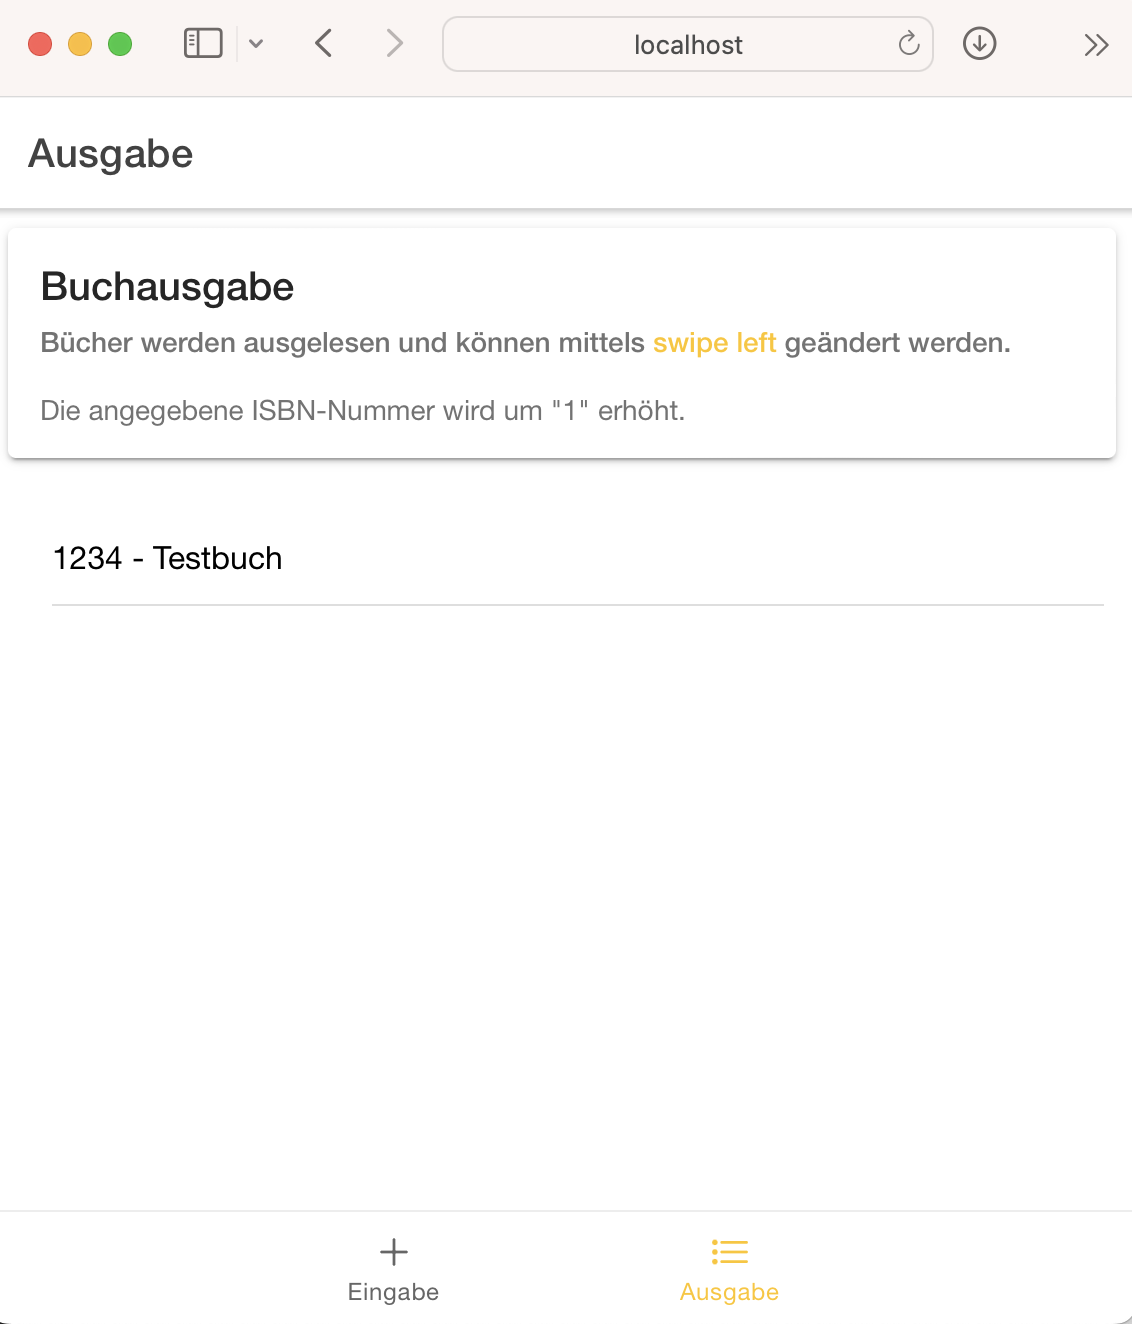 localhost
Ausgabe
Buchausgabe
Bücher werden ausgelesen und können mittels swipe left geändert werden.
Die angegebene ISBN-Nummer wird um "1" erhöht.
1234 - Testbuch
Eingabe
Ausgabe